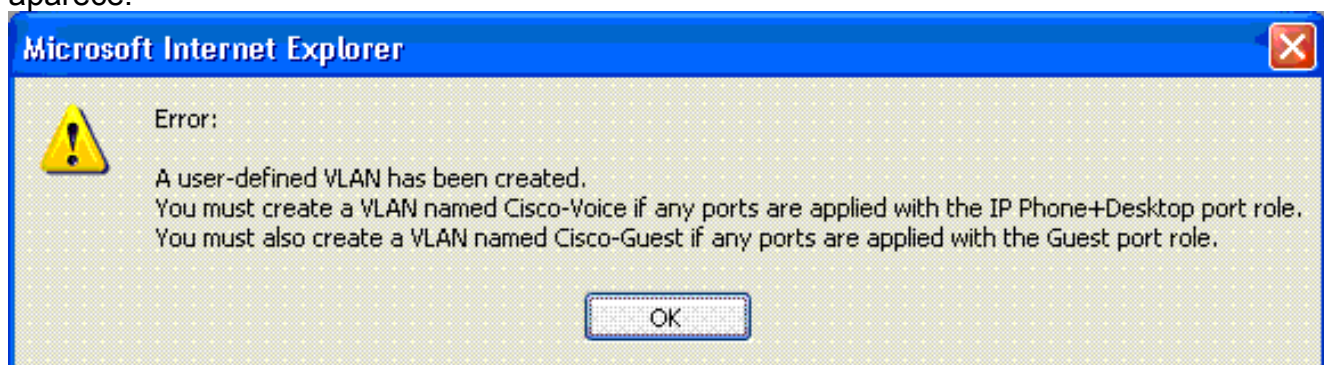 aparece.
Microsoft Internet Explorer
Error:
A user-defined VLAN has been created.
You must create a VLAN named Cisco-Voice if any ports are applied with the IP Phone+Desktop port role.
You must also create a VLAN named Cisco-Guest if any ports are applied with the Guest port role.
OK